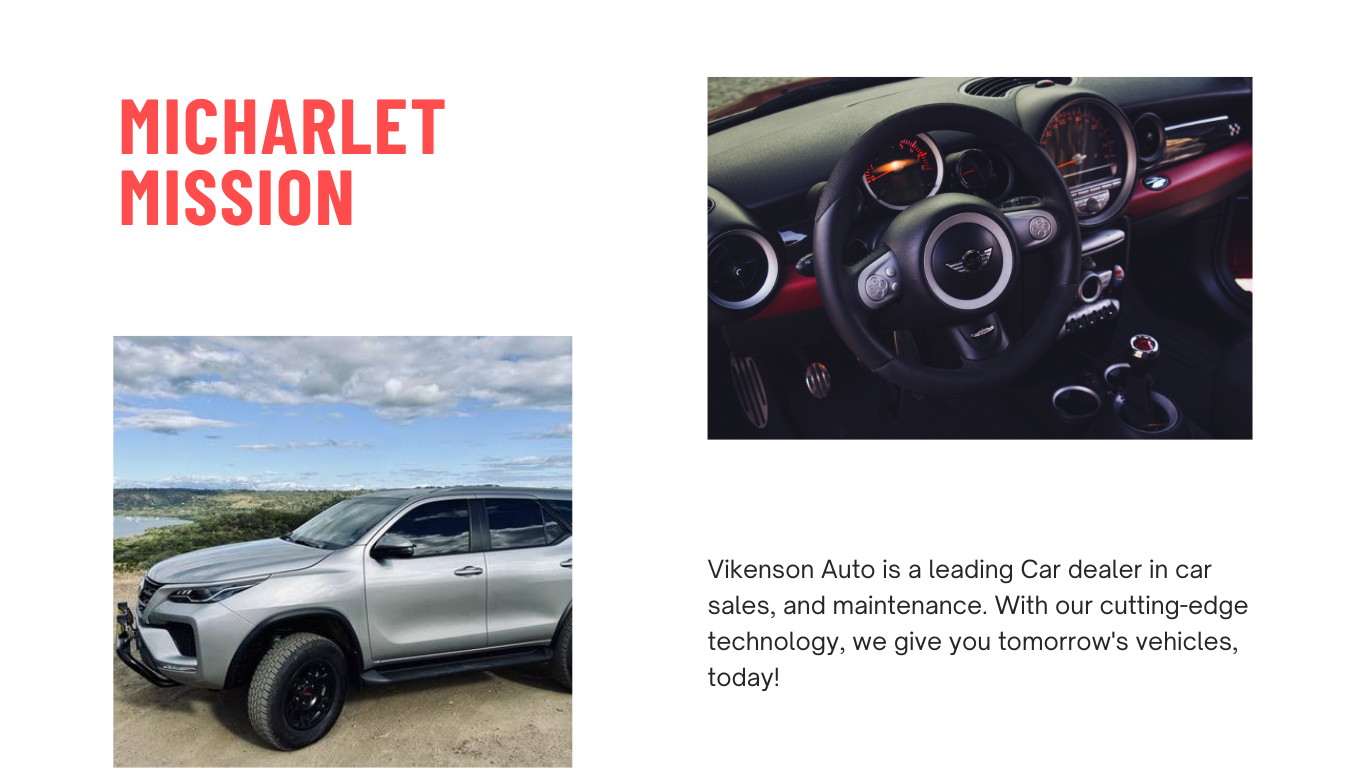 MICHARLET
MISSION
Vikenson Auto is a leading Car dealer in car
sales, and maintenance. With our cutting-edge
technology, we give you tomorrow's vehicles,
today!